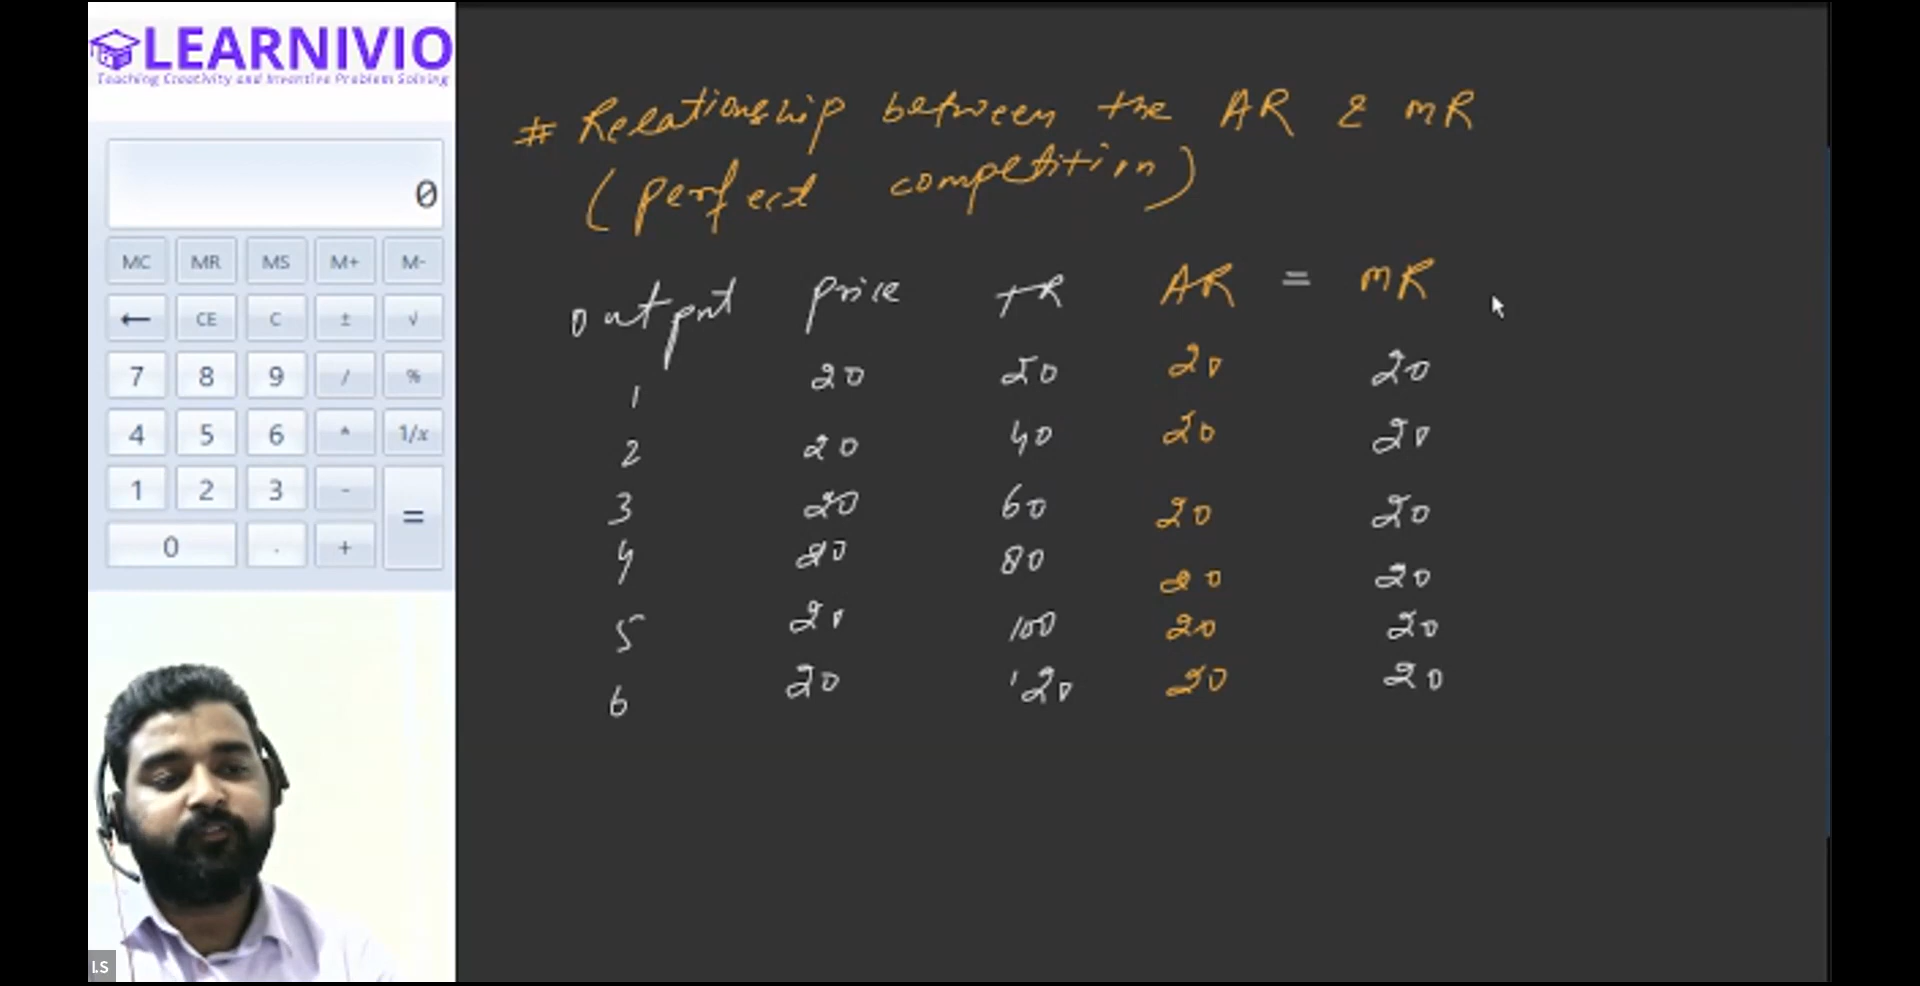 LEARNIVIO
Teaching Creativity and Inventive Problem Solving
0
MC MR MS M+ M-
← CE C ± √
7 8 9 / %
4 5 6 * 1/x
1 2 3 - =
0 . +
I.S
# Relationship between the AR & MR
(perfect competition)
output price TR AR = MR
1 20 20 20 20
2 20 40 20 20
3 20 60 20 20
4 20 80 20 20
5 20 100 20 20
6 20 120 20 20